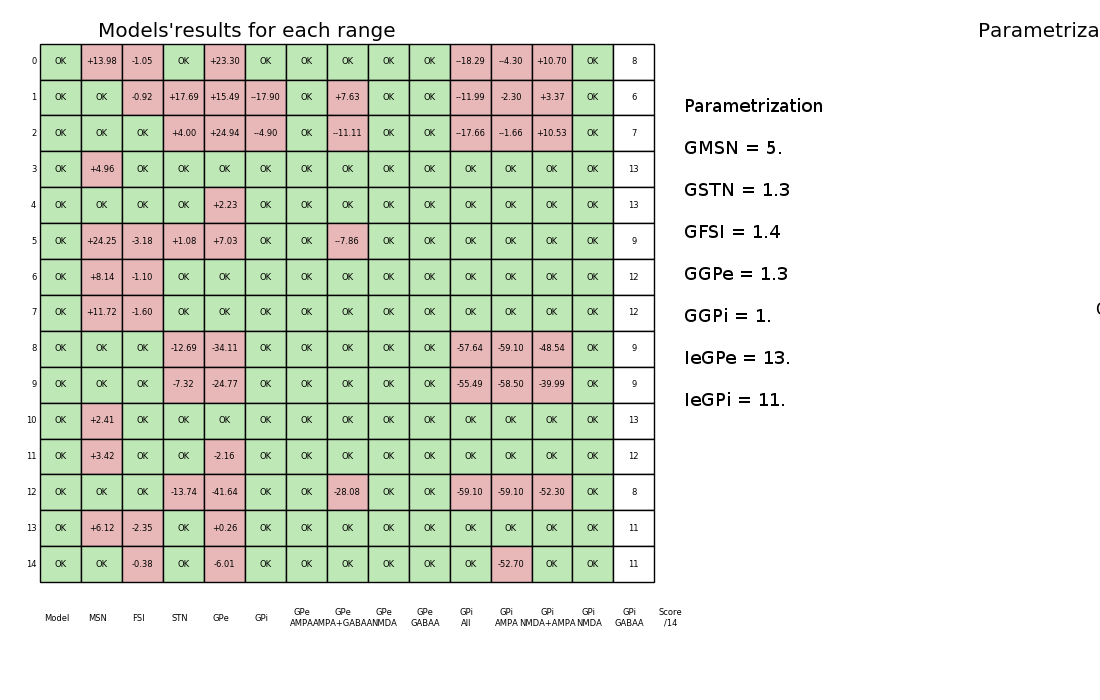 Models'results for each range
Parametriza
0 OK +13.98 -1.05 OK +23.30 OK OK OK OK OK −18.29 −4.30 +10.70 OK 8
1 OK OK -0.92 +17.69 +15.49 −17.90 OK +7.63 OK OK −11.99 -2.30 +3.37 OK 6
2 OK OK OK +4.00 +24.94 −4.90 OK −11.11 OK OK −17.66 −1.66 +10.53 OK 7
3 OK +4.96 OK OK OK OK OK OK OK OK OK OK OK OK 13
4 OK OK OK OK +2.23 OK OK OK OK OK OK OK OK OK 13
5 OK +24.25 -3.18 +1.08 +7.03 OK OK −7.86 OK OK OK OK OK OK 9
6 OK +8.14 -1.10 OK OK OK OK OK OK OK OK OK OK OK 12
7 OK +11.72 -1.60 OK OK OK OK OK OK OK OK OK OK OK 12
8 OK OK OK -12.69 -34.11 OK OK OK OK OK -57.64 -59.10 -48.54 OK 9
9 OK OK OK -7.32 -24.77 OK OK OK OK OK -55.49 -58.50 -39.99 OK 9
10 OK +2.41 OK OK OK OK OK OK OK OK OK OK OK OK 13
11 OK +3.42 OK OK -2.16 OK OK OK OK OK OK OK OK OK 12
12 OK OK OK -13.74 -41.64 OK OK -28.08 OK OK -59.10 -59.10 -52.30 OK 8
13 OK +6.12 -2.35 OK +0.26 OK OK OK OK OK OK OK OK OK 11
14 OK OK -0.38 OK -6.01 OK OK OK OK OK OK -52.70 OK OK 11
Model MSN FSI STN GPe GPi GPe AMPA GPe AMPA+GABAA GPe NMDA GPe GABAA GPi All GPi AMPA GPi NMDA+AMPA GPi NMDA GPi GABAA Score /14
Parametrization
GMSN = 5.
GSTN = 1.3
GFSI = 1.4
GGPe = 1.3
GGPi = 1.
IeGPe = 13.
IeGPi = 11.